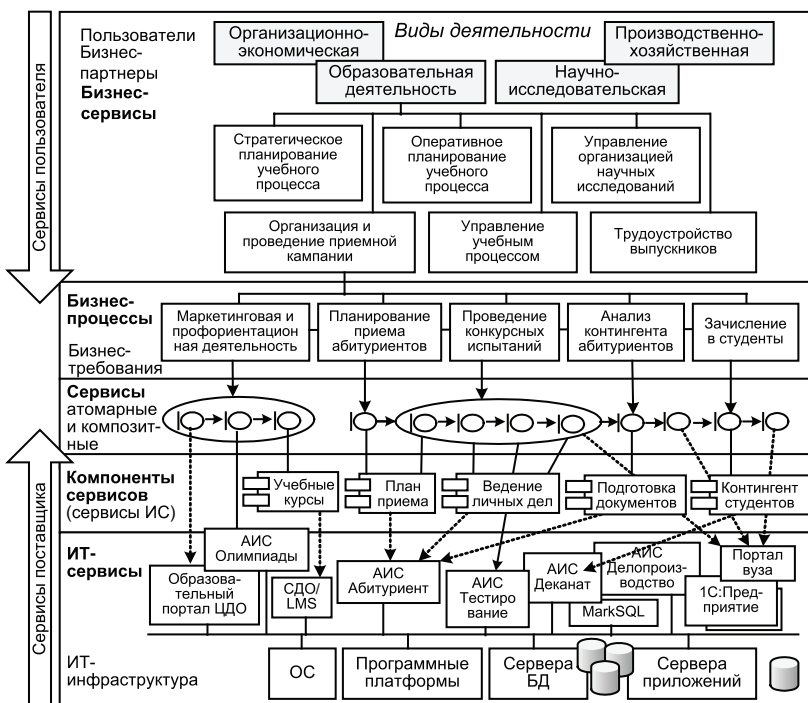 Сервисы пользователя
Сервисы поставщика
Пользователи
Бизнес-
партнеры
Бизнес-
сервисы
Виды деятельности
Организационно-
экономическая
Производственно-
хозяйственная
Образовательная
деятельность
Научно-
исследовательская
Стратегическое
планирование
учебного
процесса
Оперативное
планирование
учебного
процесса
Управление
организацией
научных
исследований
Организация и
проведение приемной
кампании
Управление
учебным
процессом
Трудоустройство
выпускников
Бизнес-
процессы
Бизнес-
требования
Маркетинговая и
профориентацион
ная деятельность
Планирование
приема
абитуриентов
Проведение
конкурсных
испытаний
Анализ
контингента
абитуриентов
Зачисление
в студенты
Сервисы
атомарные
и композит-
ные
Компоненты
сервисов
(сервисы ИС)
Учебные
курсы
План
приема
Ведение
личных дел
Подготовка
документов
Контингент
студентов
ИТ-
сервисы
АИС
Олимпиады
Образова-
тельный
портал ЦДО
СДО/
LMS
АИС
Абитуриент
АИС
Тестиро
вание
АИС
Деканат
АИС
Делопроиз-
водство
MarkSQL
Портал
вуза
1С:Пред-
приятие
ИТ-
инфраструктура
ОС
Программные
платформы
Сервера
БД
Сервера
приложений